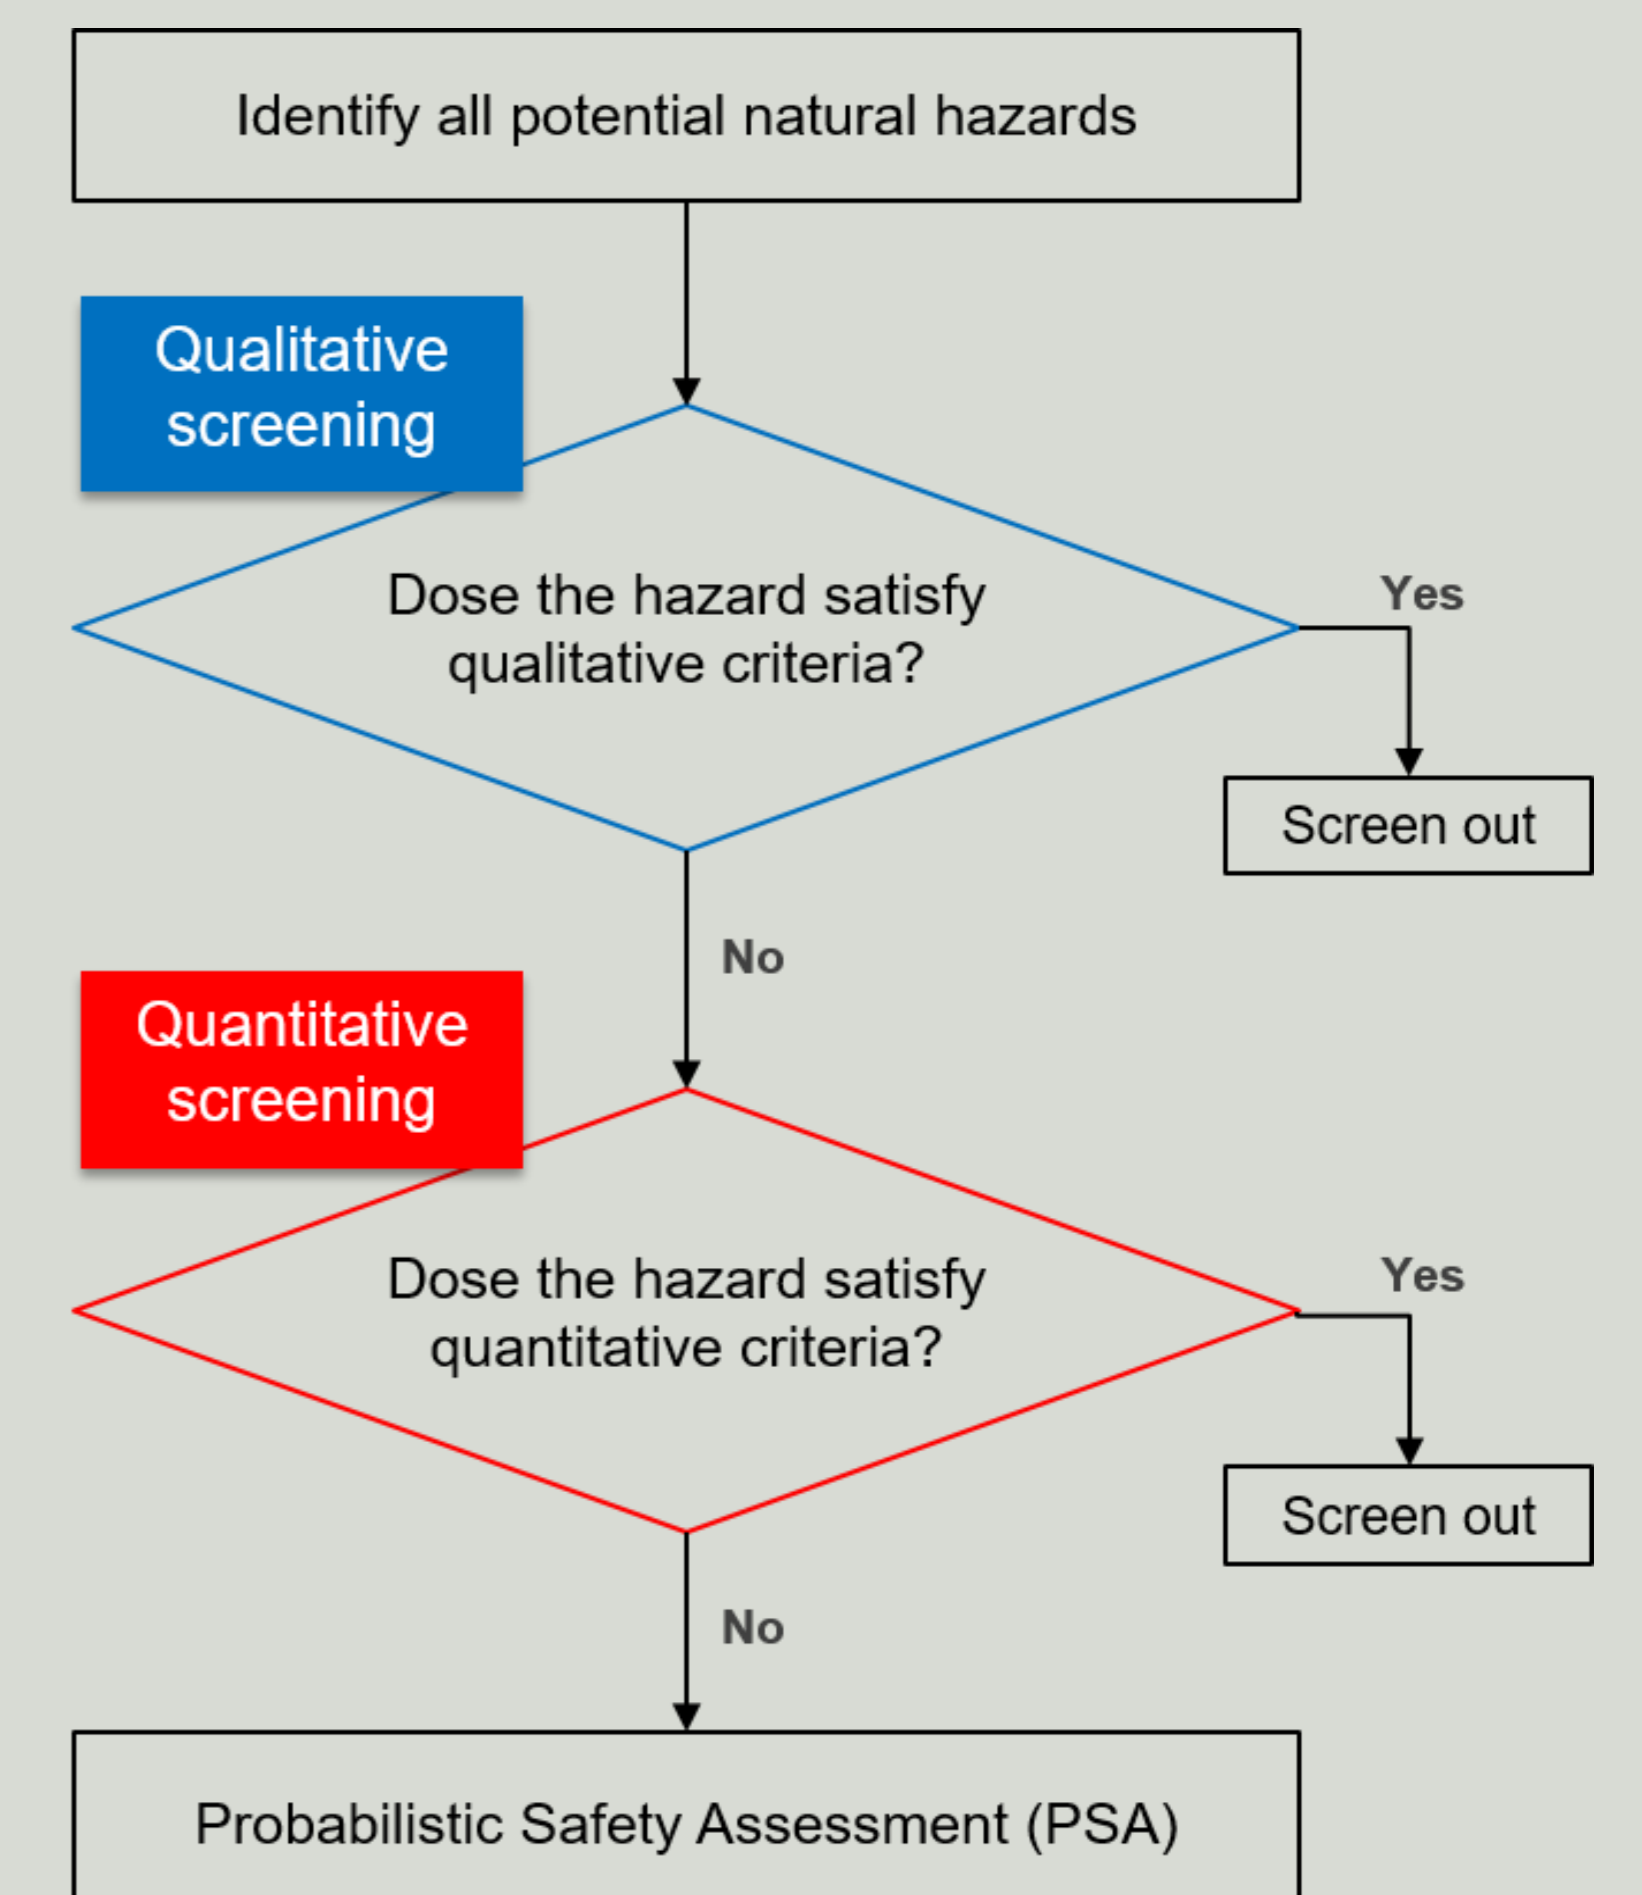 Identify all potential natural hazards
Qualitative
screening
Dose the hazard satisfy
qualitative criteria?
Yes
Screen out
No
Quantitative
screening
Dose the hazard satisfy
quantitative criteria?
Yes
Screen out
No
Probabilistic Safety Assessment (PSA)